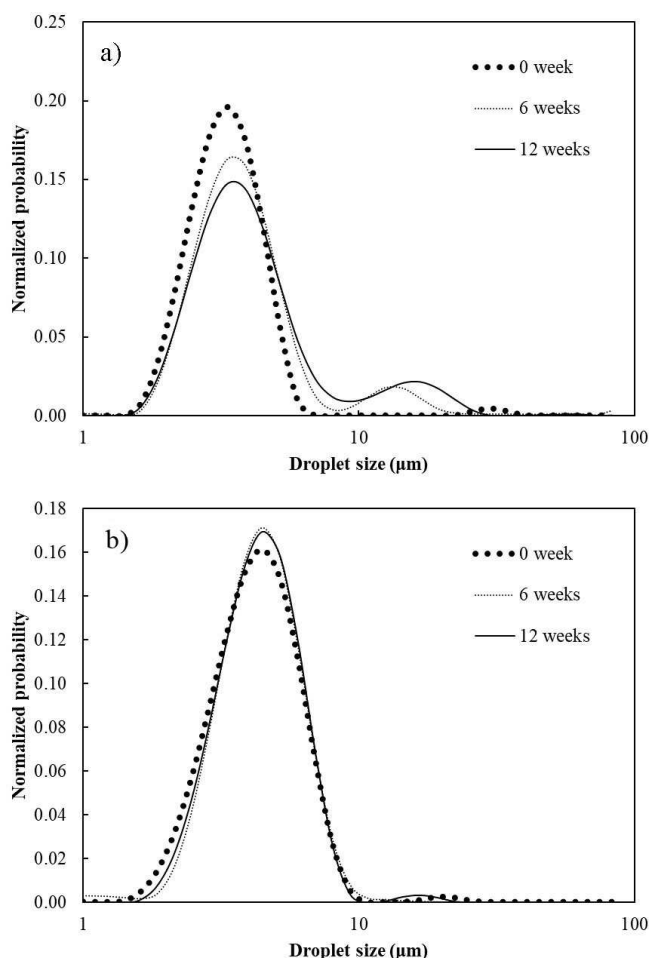 a)
0.25
0.20
0.15
0.10
0.05
0.00
Normalized probability
0 week
6 weeks
12 weeks
1
10
100
Droplet size (µm)
b)
0.18
0.16
0.14
0.12
0.10
0.08
0.06
0.04
0.02
0.00
Normalized probability
0 week
6 weeks
12 weeks
1
10
100
Droplet size (µm)